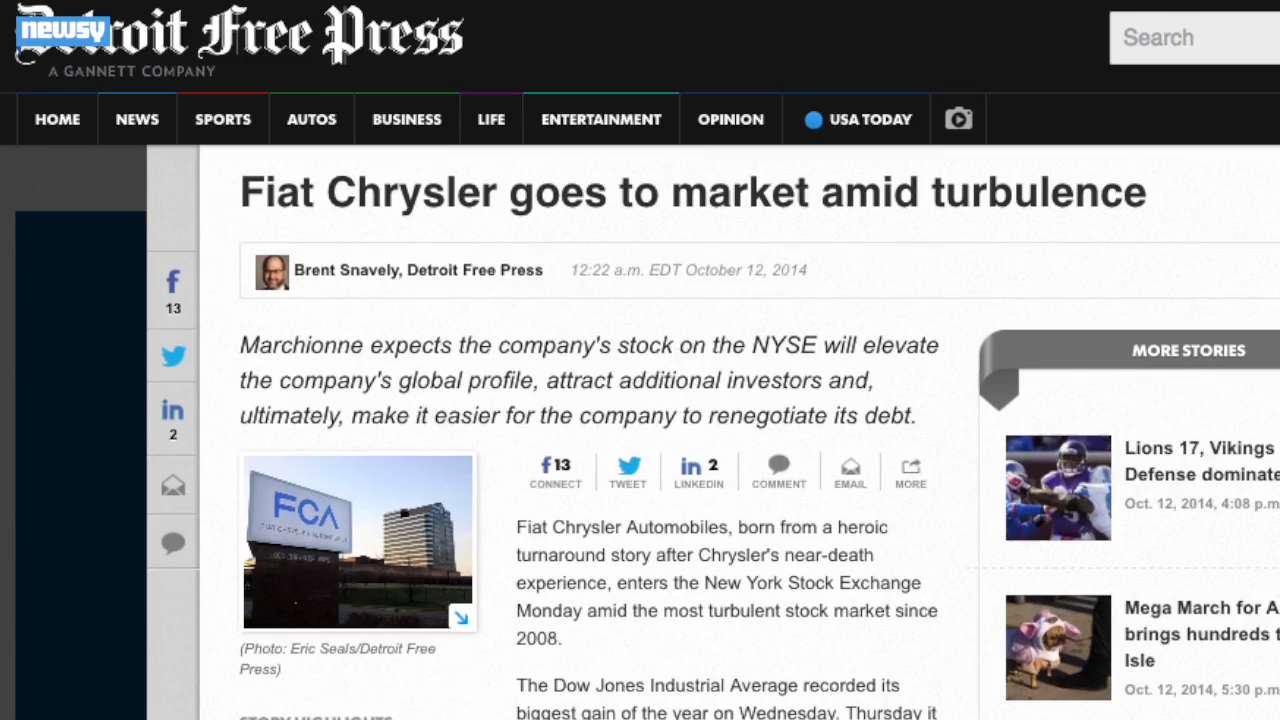 newsy
Detroit Free Press
A GANNETT COMPANY
Search
HOME NEWS SPORTS AUTOS BUSINESS LIFE ENTERTAINMENT OPINION USA TODAY
Fiat Chrysler goes to market amid turbulence
Brent Snavely, Detroit Free Press 12:22 a.m. EDT October 12, 2014
13
2
Marchionne expects the company's stock on the NYSE will elevate
the company's global profile, attract additional investors and,
ultimately, make it easier for the company to renegotiate its debt.
FCA
(Photo: Eric Seals/Detroit Free
Press)
STORY HIGHLIGHTS
13 2
CONNECT TWEET LINKEDIN COMMENT EMAIL MORE
Fiat Chrysler Automobiles, born from a heroic
turnaround story after Chrysler's near-death
experience, enters the New York Stock Exchange
Monday amid the most turbulent stock market since
2008.
The Dow Jones Industrial Average recorded its
biggest gain of the year on Wednesday. Thursday it
MORE STORIES
Lions 17, Vikings
Defense dominate
Oct. 12, 2014, 4:08 p.m
Mega March for A
brings hundreds t
Isle
Oct. 12, 2014, 5:30 p.m